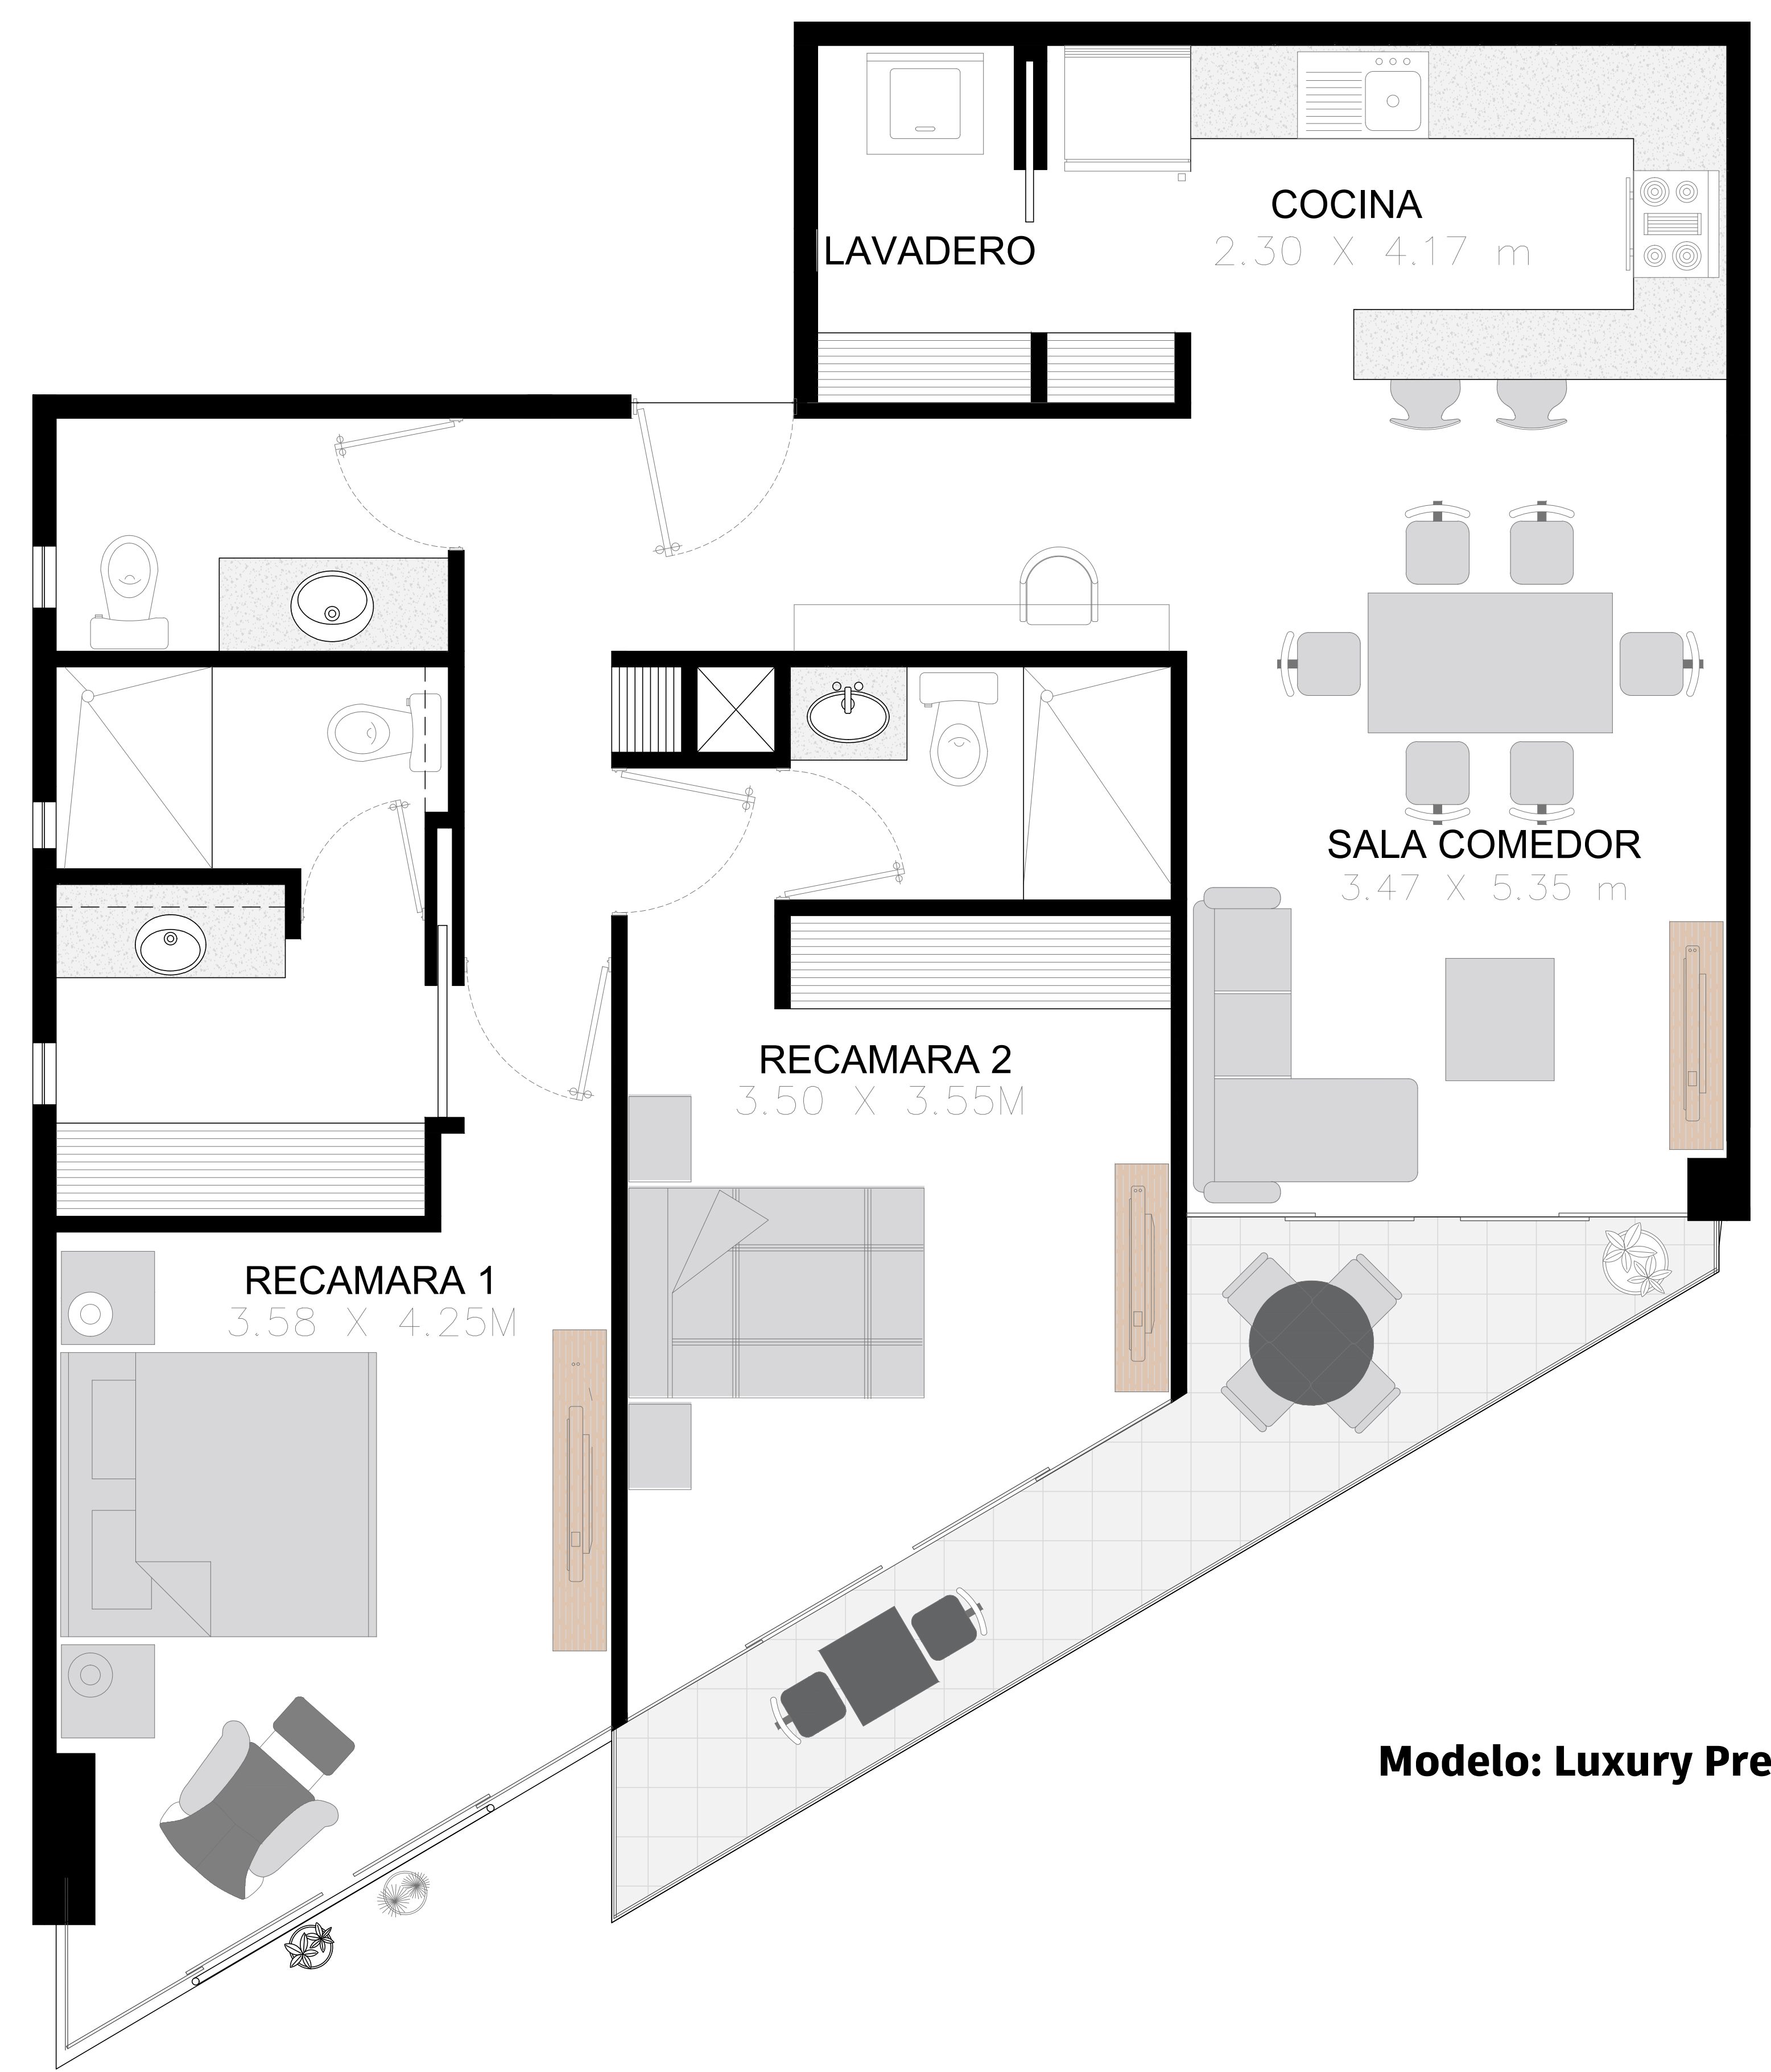 COCINA
2.30 X 4.17 m
LAVADERO
SALA COMEDOR
3.47 X 5.35 m
RECAMARA 2
3.50 X 3.55M
RECAMARA 1
3.58 X 4.25M
Modelo: Luxury Pre